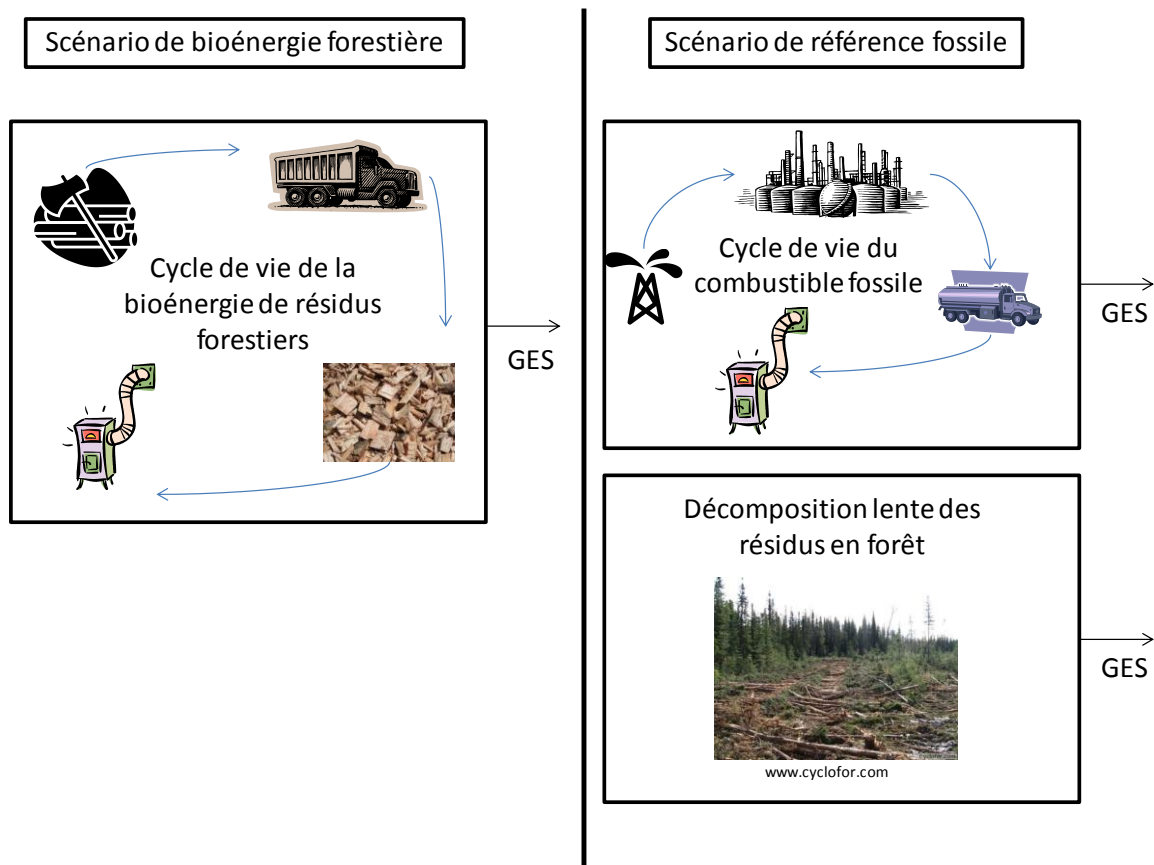 Scénario de bioénergie forestière
Cycle de vie de la
bioénergie de résidus
forestiers
GES
Scénario de référence fossile
Cycle de vie du
combustible fossile
GES
Décomposition lente des
résidus en forêt
www.cyclofor.com
GES